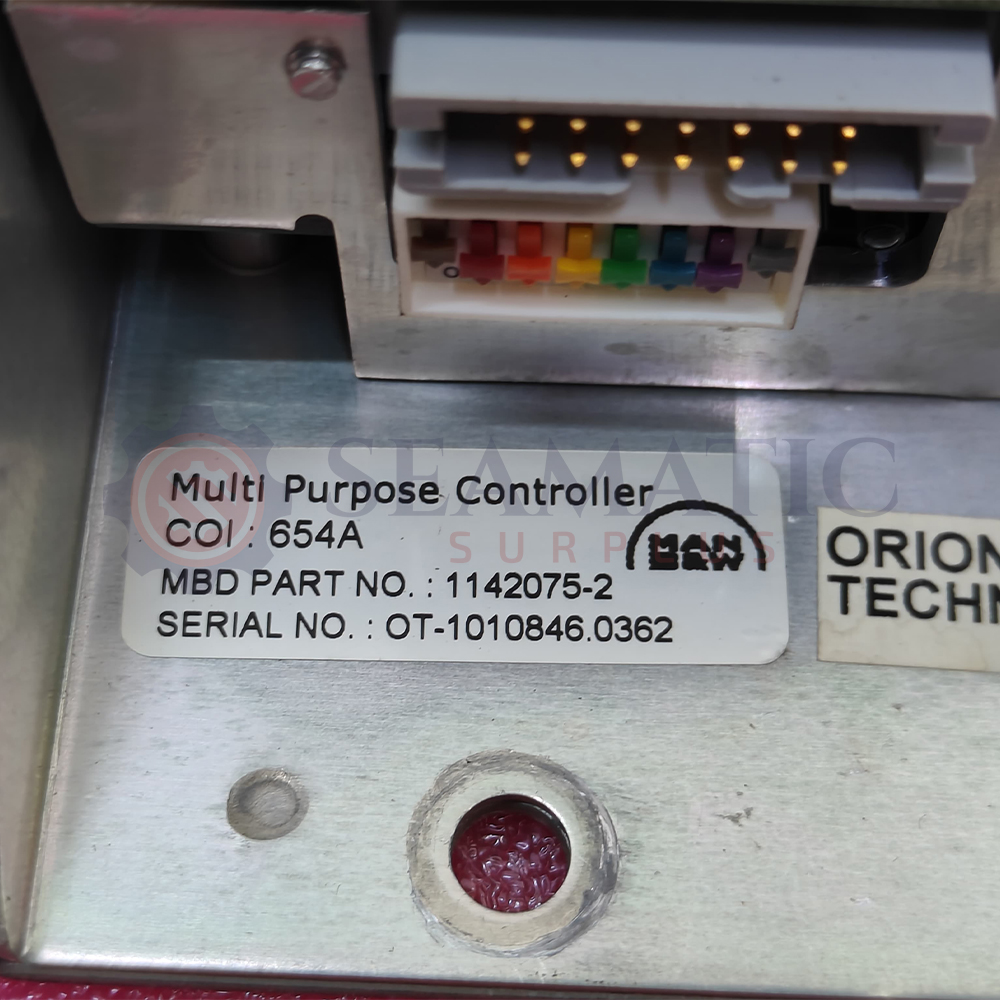 Multi Purpose Controller
COI : 654A
MAN
B&W
MBD PART NO. : 1142075-2
SERIAL NO. : OT-1010846.0362
ORION
TECHN
SEAMATIC
SURPLUS